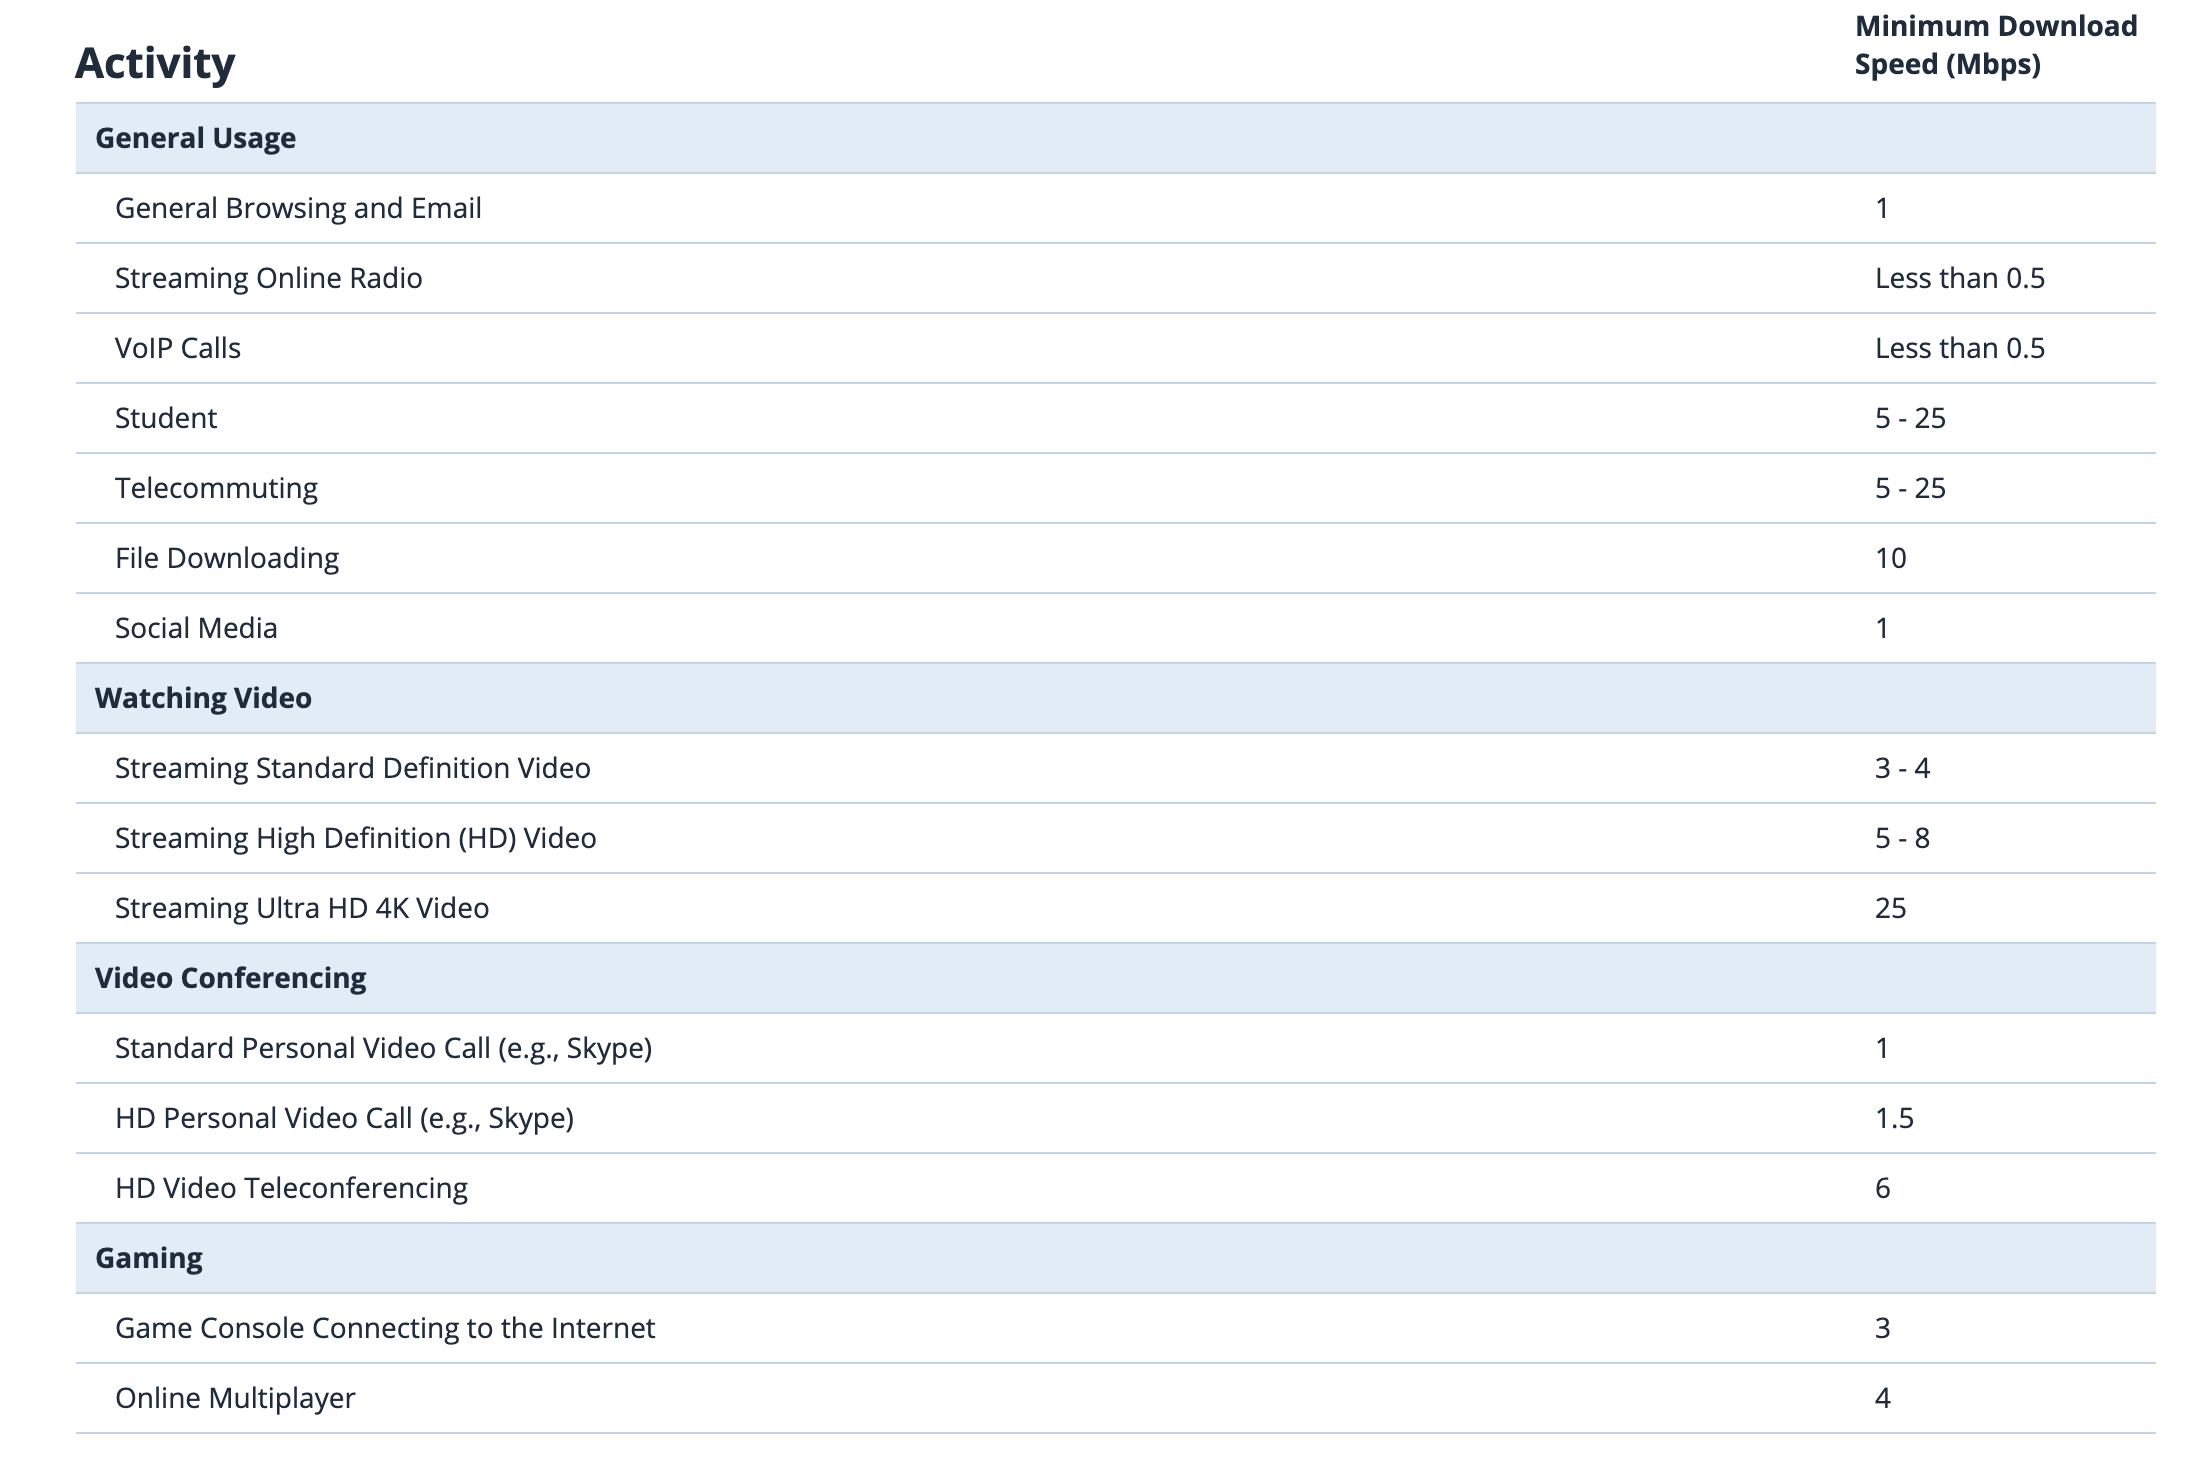 Activity
Minimum Download
Speed (Mbps)
General Usage
General Browsing and Email 1
Streaming Online Radio Less than 0.5
VoIP Calls Less than 0.5
Student 5 - 25
Telecommuting 5 - 25
File Downloading 10
Social Media 1
Watching Video
Streaming Standard Definition Video 3 - 4
Streaming High Definition (HD) Video 5 - 8
Streaming Ultra HD 4K Video 25
Video Conferencing
Standard Personal Video Call (e.g., Skype) 1
HD Personal Video Call (e.g., Skype) 1.5
HD Video Teleconferencing 6
Gaming
Game Console Connecting to the Internet 3
Online Multiplayer 4